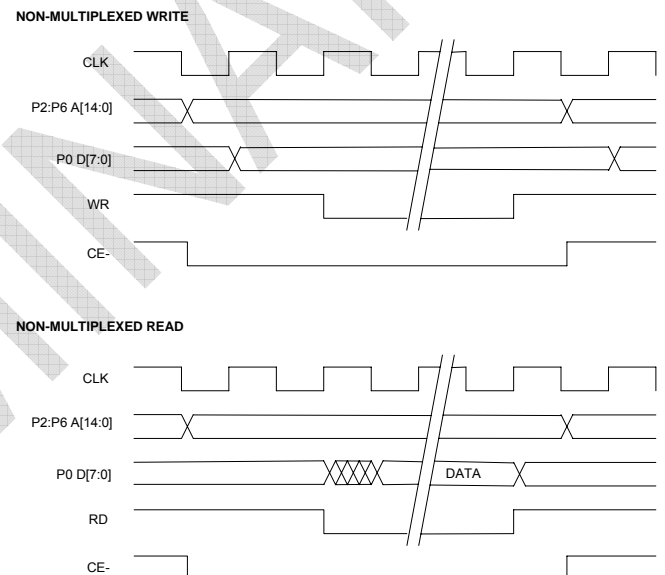 NON-MULTIPLEXED WRITE
CLK
P2:P6 A[14:0]
P0 D[7:0]
WR
CE-
NON-MULTIPLEXED READ
CLK
P2:P6 A[14:0]
P0 D[7:0]
DATA
RD
CE-